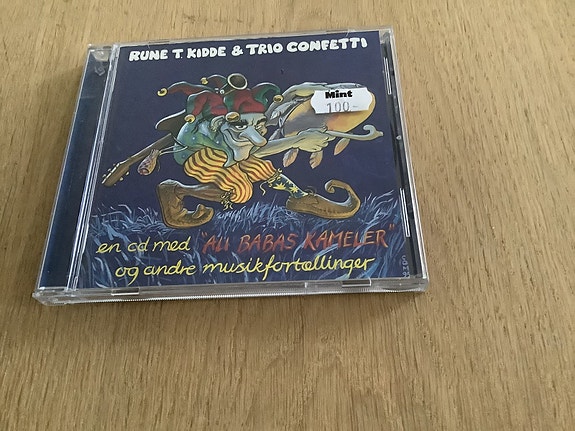 RUNE T. KIDDE & TRIO CONFETTI
Mint
100.-
en cd med "ALI BABAS KAMELER"
og andre musikfortællinger